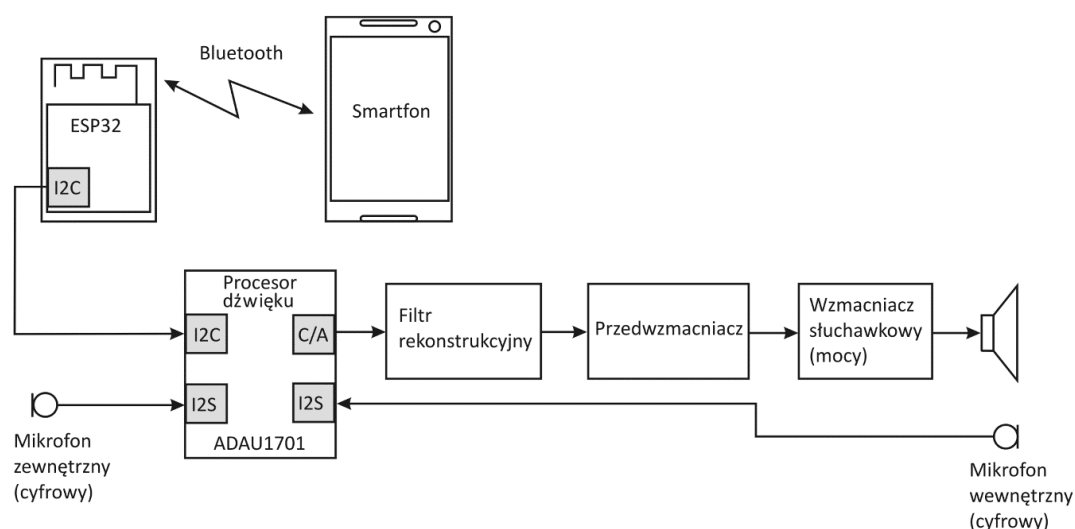 Bluetooth
ESP32
I2C
Smartfon
Procesor
dźwięku
I2C
C/A
I2S
I2S
ADAU1701
Filtr
rekonstrukcyjny
Przedwzmacniacz
Wzmacniacz
słuchawkowy
(mocy)
Mikrofon
zewnętrzny
(cyfrowy)
Mikrofon
wewnętrzny
(cyfrowy)